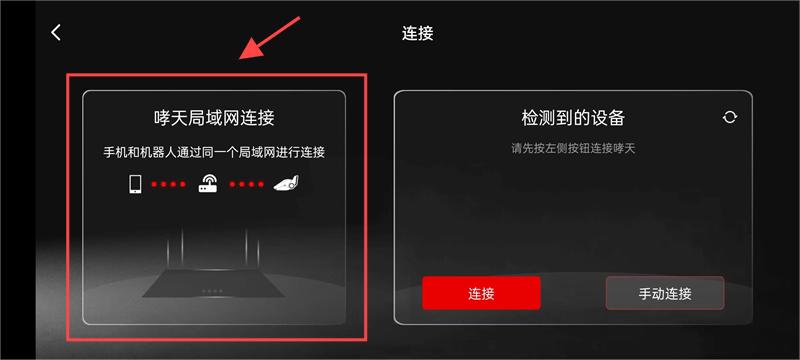 连接
哮天局域网连接
手机和机器人通过同一个局域网进行连接
检测到的设备
请先按左侧按钮连接哮天
连接
手动连接